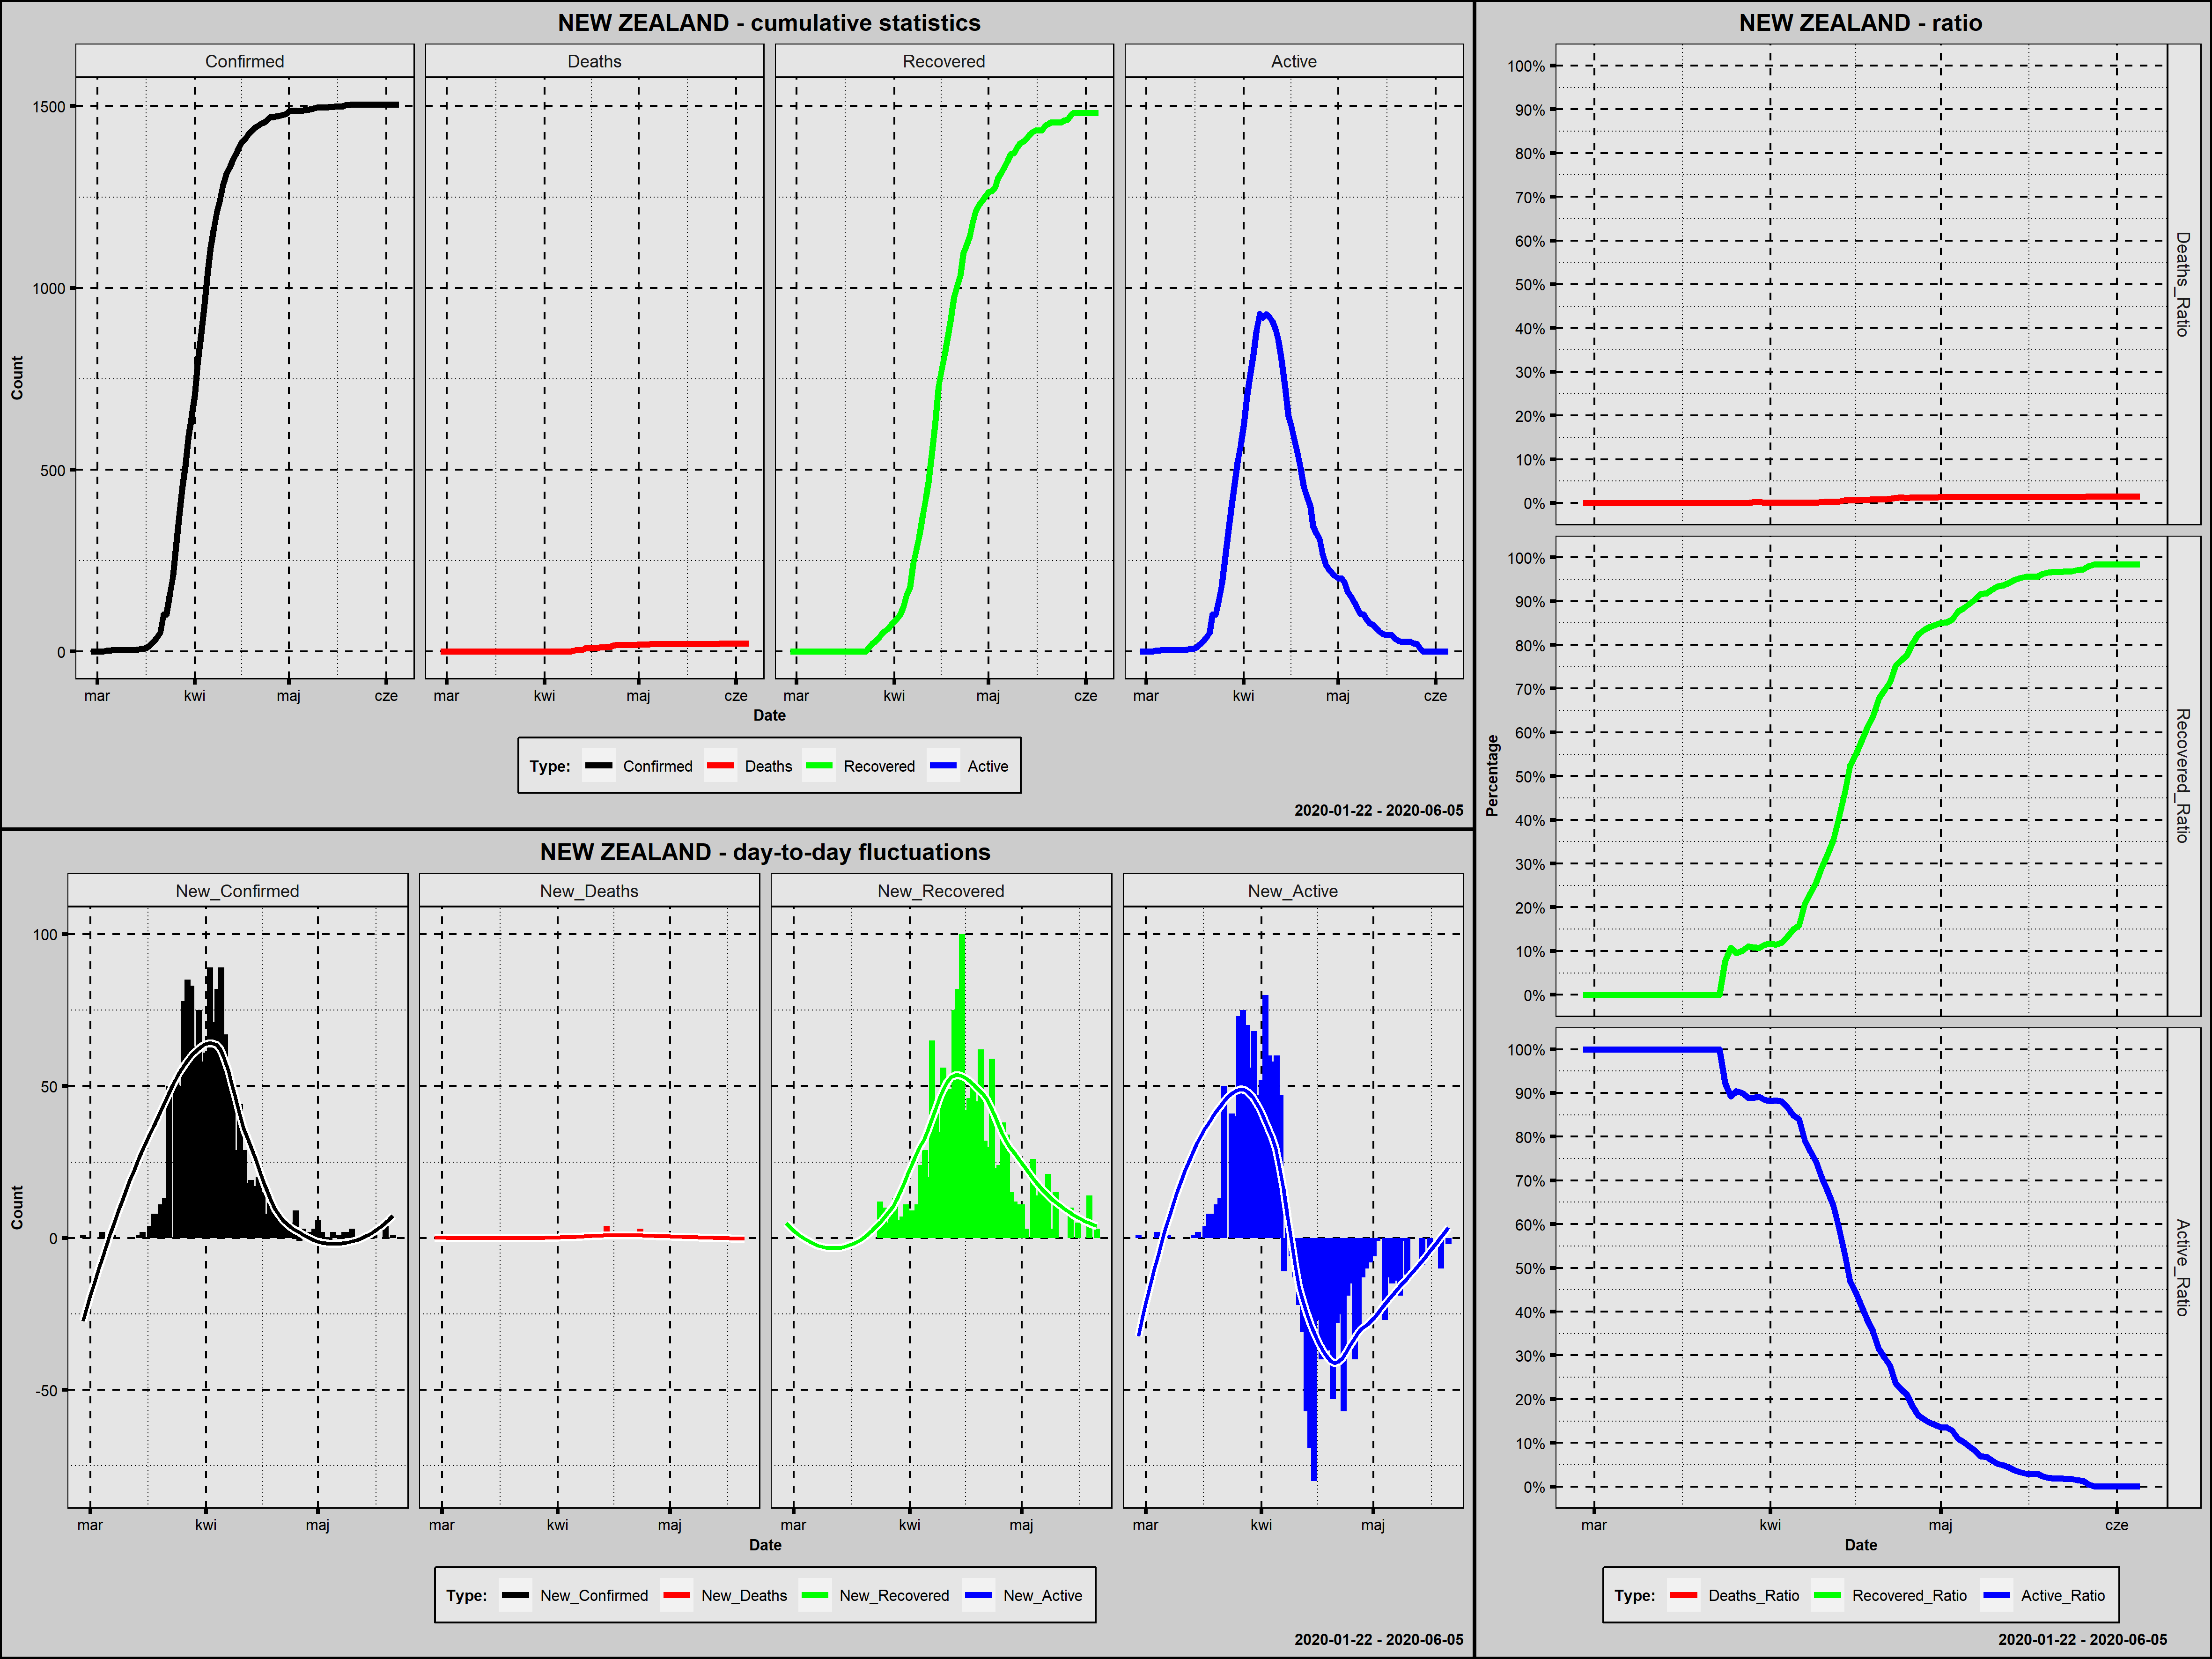 NEW ZEALAND - cumulative statistics
Confirmed Deaths Recovered Active
1500
1000
500
0
Count
mar kwi maj cze mar kwi maj cze mar kwi maj cze mar kwi maj cze
Date
Type: Confirmed Deaths Recovered Active
2020-01-22 - 2020-06-05
NEW ZEALAND - day-to-day fluctuations
New_Confirmed New_Deaths New_Recovered New_Active
100
50
0
-50
Count
mar kwi maj mar kwi maj mar kwi maj mar kwi maj
Date
Type: New_Confirmed New_Deaths New_Recovered New_Active
2020-01-22 - 2020-06-05
NEW ZEALAND - ratio
100%
90%
80%
70%
60%
50%
40%
30%
20%
10%
0%
Deaths_Ratio
100%
90%
80%
70%
60%
50%
40%
30%
20%
10%
0%
Recovered_Ratio
Percentage
100%
90%
80%
70%
60%
50%
40%
30%
20%
10%
0%
Active_Ratio
mar kwi maj cze
Date
Type: Deaths_Ratio Recovered_Ratio Active_Ratio
2020-01-22 - 2020-06-05